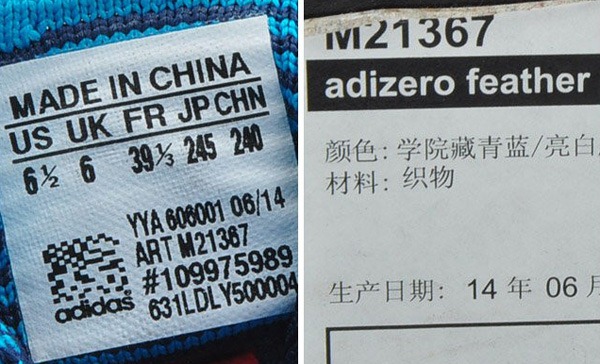 MADE IN CHINA
US UK FR JP CHN
6½ 6 39⅓ 245 240
YYA 606001 06/14
ART M21367
#109975989
631LDLY500004
adidas
M21367
adizero feather
颜色: 学院藏青蓝/亮白
材料: 织物
生产日期: 14 年 06 月